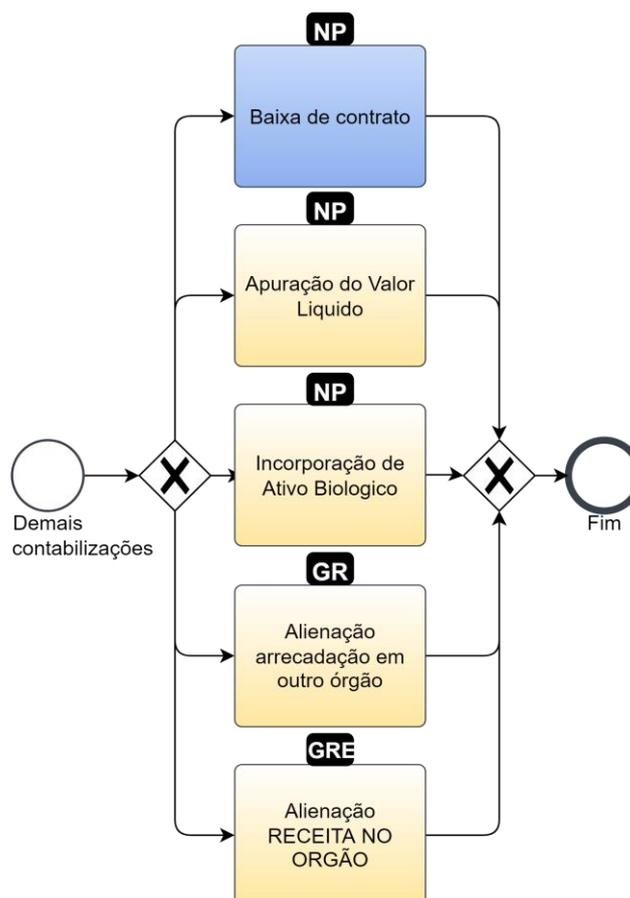 NP
Baixa de contrato
NP
Apuração do Valor
Liquido
NP
Incorporação de
Ativo Biologico
Demais
contabilizações
Fim
GR
Alienação
arrecadação em
outro órgão
GRE
Alienação
RECEITA NO
ORGÃO